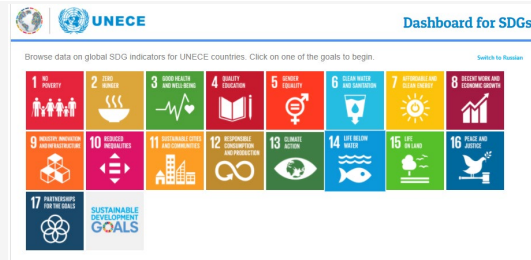 UNECE
Dashboard for SDGs
Browse data on global SDG indicators for UNECE countries. Click on one of the goals to begin.
Switch to Russian
1 NO
POVERTY
2 ZERO
HUNGER
3 GOOD HEALTH
AND WELL-BEING
4 QUALITY
EDUCATION
5 GENDER
EQUALITY
6 CLEAN WATER
AND SANITATION
7 AFFORDABLE AND
CLEAN ENERGY
8 DECENT WORK AND
ECONOMIC GROWTH
9 INDUSTRY, INNOVATION
AND INFRASTRUCTURE
10 REDUCED
INEQUALITIES
11 SUSTAINABLE CITIES
AND COMMUNITIES
12 RESPONSIBLE
CONSUMPTION
AND PRODUCTION
13 CLIMATE
ACTION
14 LIFE BELOW
WATER
15 LIFE
ON LAND
16 PEACE AND
JUSTICE
17 PARTNERSHIPS
FOR THE GOALS
SUSTAINABLE
DEVELOPMENT
GOALS